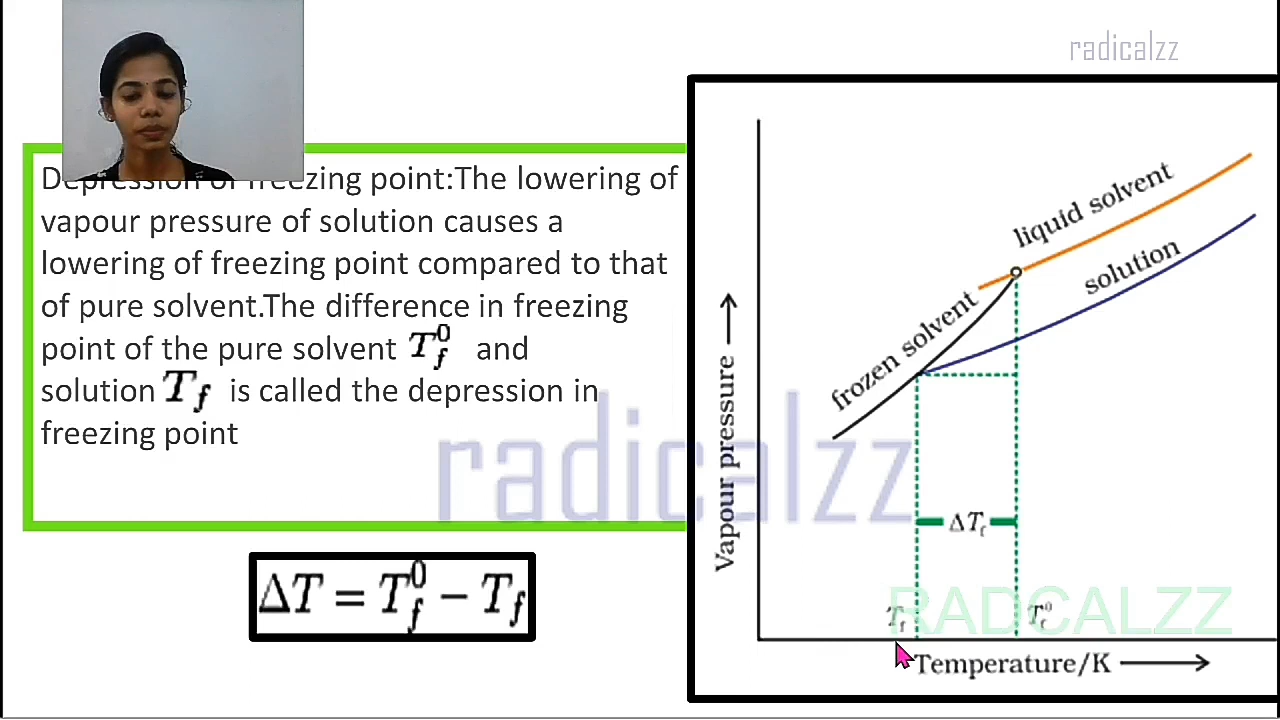 radicalzz
Depression of freezing point:The lowering of
vapour pressure of solution causes a
lowering of freezing point compared to that
of pure solvent.The difference in freezing
point of the pure solvent T_f^0 and
solution T_f is called the depression in
freezing point
ΔT = T_f^0 − T_f
radicalzz
Vapour pressure
frozen solvent
liquid solvent
solution
ΔT_f
T_f
T_f^0
RADCALZZ
Temperature/K